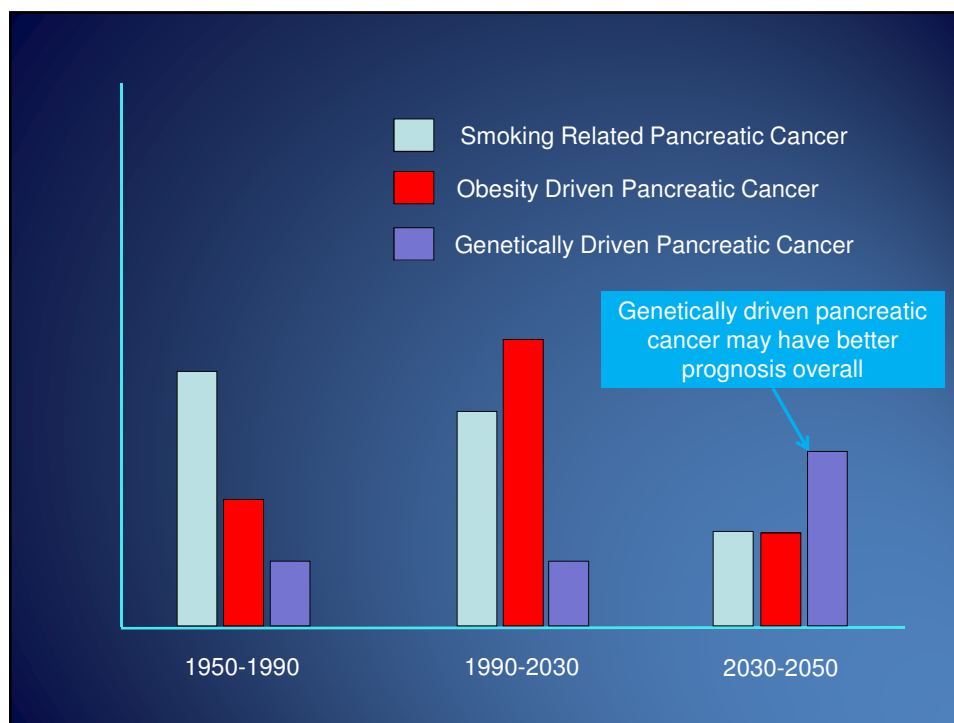 Smoking Related Pancreatic Cancer
Obesity Driven Pancreatic Cancer
Genetically Driven Pancreatic Cancer
Genetically driven pancreatic
cancer may have better
prognosis overall
1950-1990
1990-2030
2030-2050